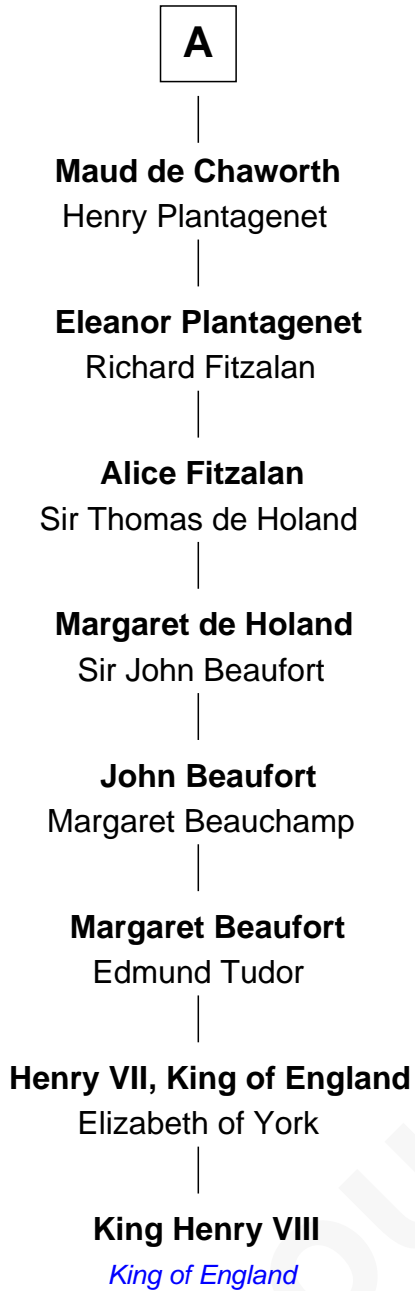 A
Maud de Chaworth
Henry Plantagenet
Eleanor Plantagenet
Richard Fitzalan
Alice Fitzalan
Sir Thomas de Holand
Margaret de Holand
Sir John Beaufort
John Beaufort
Margaret Beauchamp
Margaret Beaufort
Edmund Tudor
Henry VII, King of England
Elizabeth of York
King Henry VIII
King of England